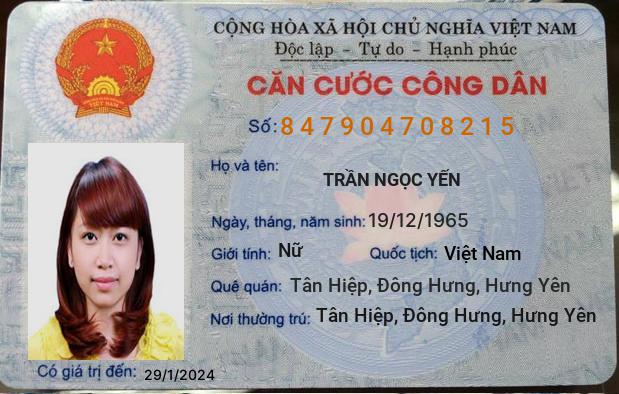 CỘNG HÒA XÃ HỘI CHỦ NGHĨA VIỆT NAM
Độc lập - Tự do - Hạnh phúc
CĂN CƯỚC CÔNG DÂN
Số: 847904708215
Họ và tên:
TRẦN NGỌC YẾN
Ngày, tháng, năm sinh: 19/12/1965
Giới tính: Nữ Quốc tịch: Việt Nam
Quê quán: Tân Hiệp, Đông Hưng, Hưng Yên
Nơi thường trú: Tân Hiệp, Đông Hưng, Hưng Yên
Có giá trị đến: 29/1/2024
VIỆT NAM